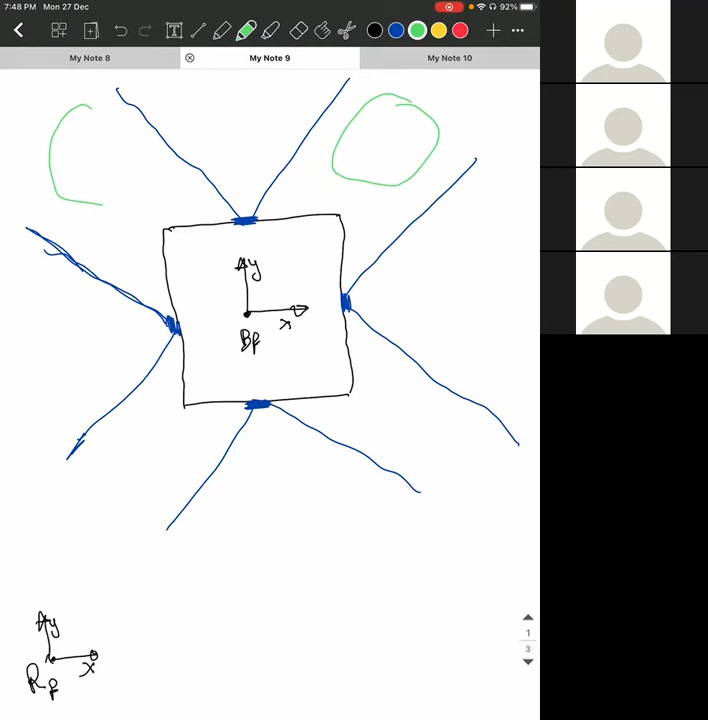 7:48 PM Mon 27 Dec
92%
My Note 8
My Note 9
My Note 10
y
x
Bf
1
3
y
x
Rf